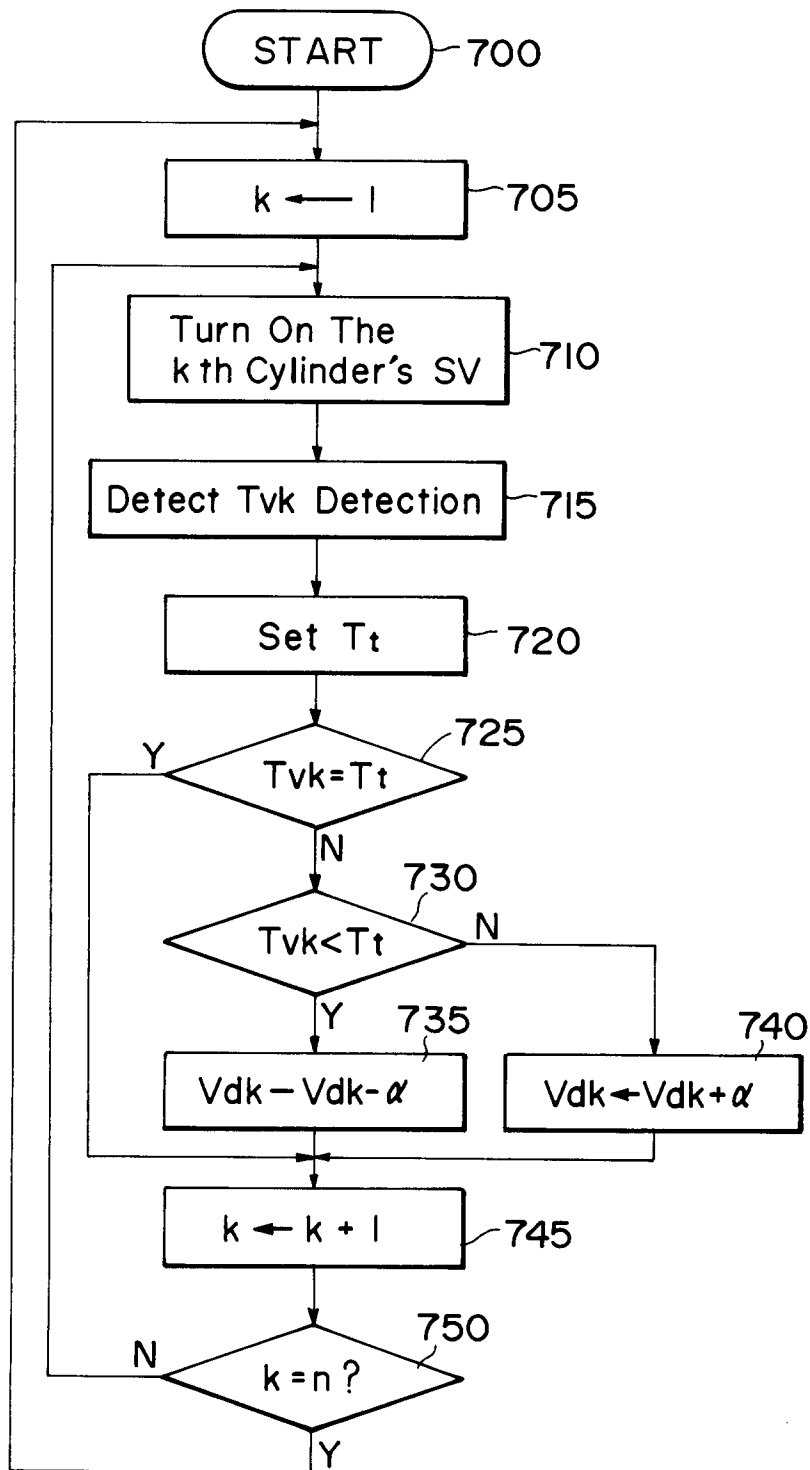 START
700
k ← 1
705
Turn On The
kth Cylinder's SV
710
Detect Tvk Detection
715
Set Tt
720
725
Y
Tvk=Tt
N
730
Tvk<Tt
N
Y
735
Vdk – Vdk - α
740
Vdk ← Vdk + α
k ← k + 1
745
750
N
k = n ?
Y